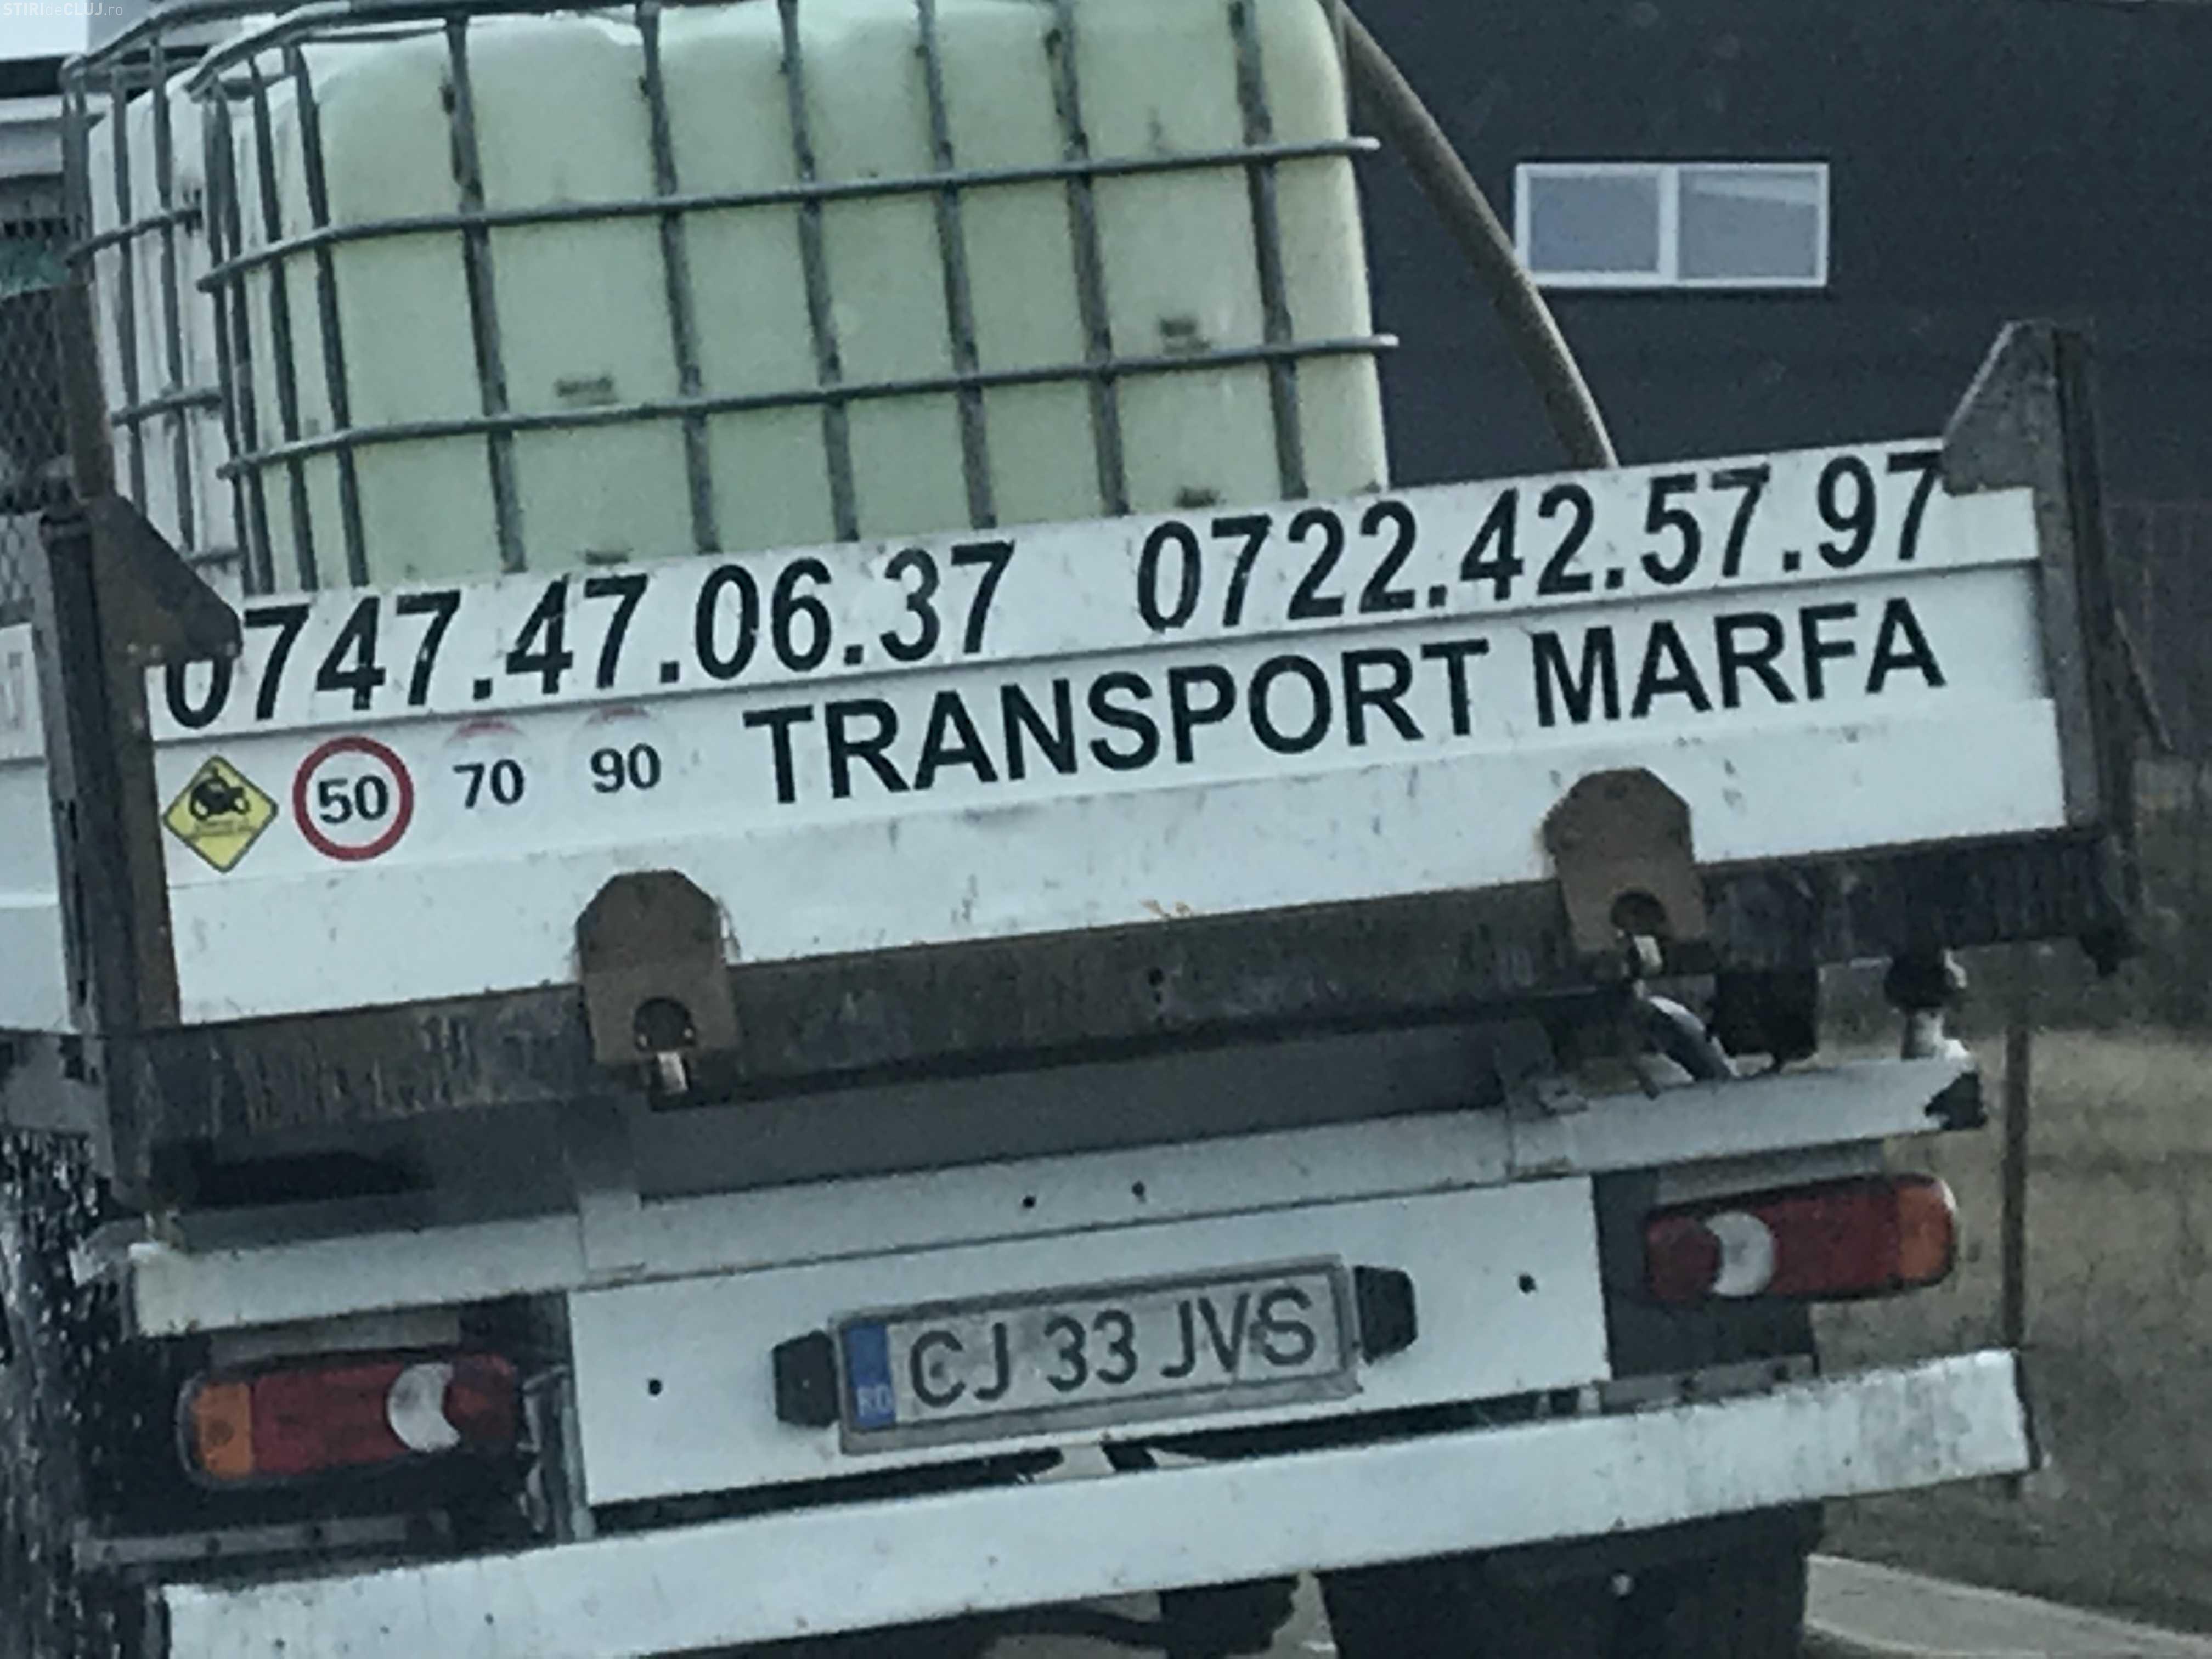 STIRIdeCLUJ.ro
0747.47.06.37 0722.42.57.97
TRANSPORT MARFA
50 70 90
CJ 33 JVS
RO